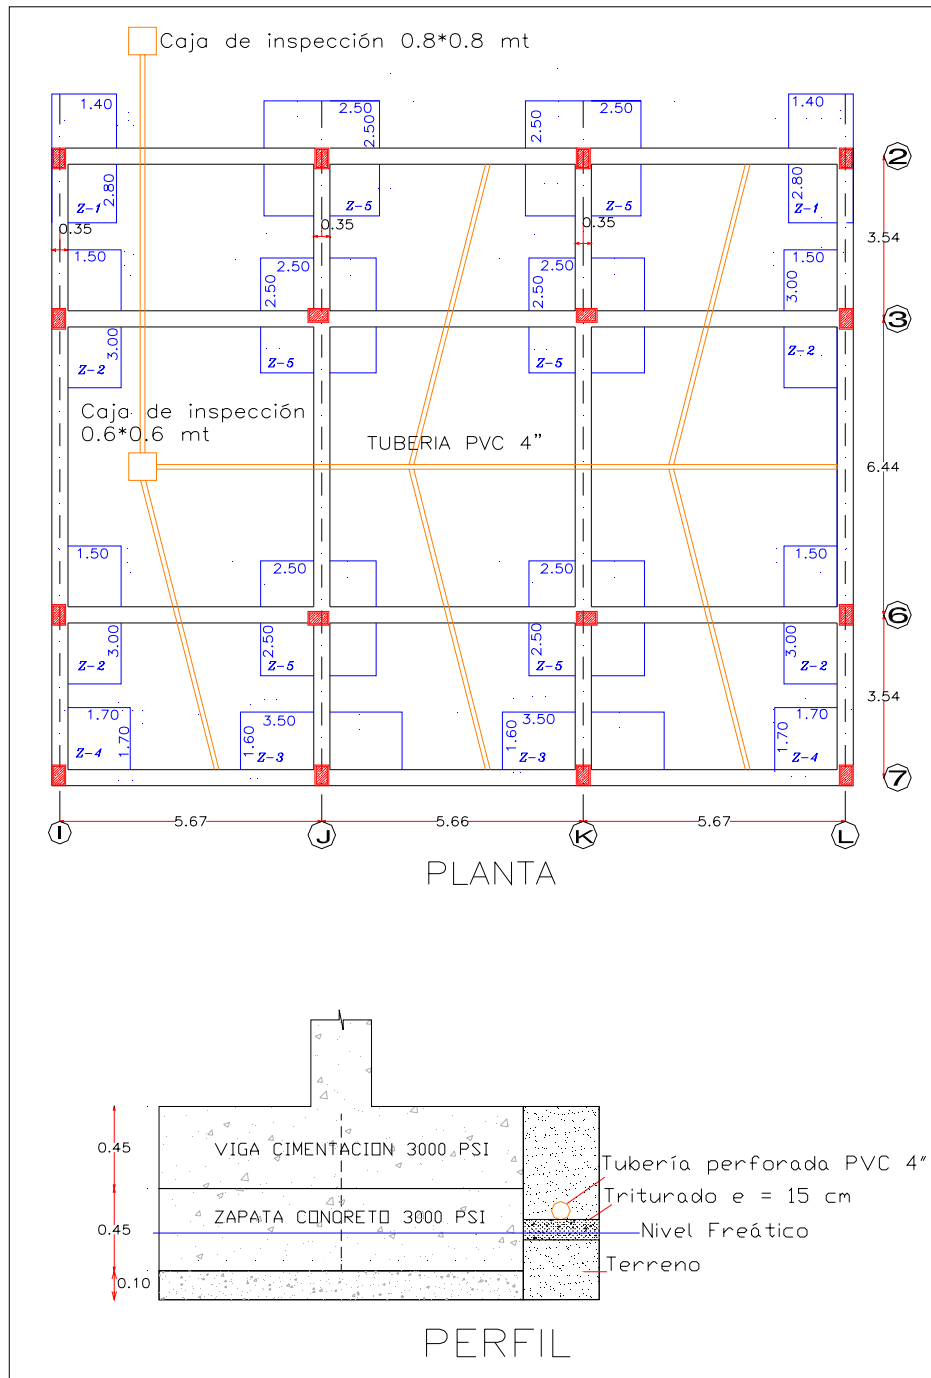 Caja de inspección 0.8*0.8 mt
1.40
2.50
2.50
2.50
2.50
1.40
2
2.80
Z-1
Z-5
Z-5
2.80
Z-1
0.35
0.35
0.35
3.54
1.50
2.50
2.50
2.50
2.50
1.50
3.00
3
3.00
Z-2
Z-5
Z-5
Z-2
Caja de inspección
0.6*0.6 mt
TUBERIA PVC 4"
6.44
1.50
2.50
2.50
1.50
6
3.00
Z-2
2.50
Z-5
2.50
Z-5
3.00
Z-2
3.54
1.70
1.70
Z-4
3.50
1.60
Z-3
3.50
1.60
Z-3
1.70
1.70
Z-4
7
5.67
5.66
5.67
I
J
K
L
PLANTA
0.45
VIGA CIMENTACION 3000 PSI
Tubería perforada PVC 4"
Triturado e = 15 cm
0.45
ZAPATA CONCRETO 3000 PSI
Nivel Freático
Terreno
0.10
PERFIL